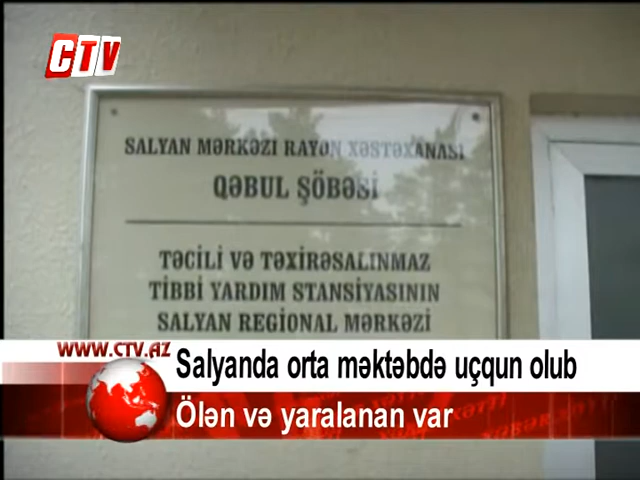 CTV
SALYAN MƏRKƏZİ RAYON XƏSTƏXANASI
QƏBUL ŞÖBƏSİ
TƏCİLİ VƏ TƏXİRƏSALINMAZ
TİBBİ YARDIM STANSİYASININ
SALYAN REGIONAL MƏRKƏZİ
WWW.CTV.AZ
Salyanda orta məktəbdə uçqun olub
Ölən və yaralanan var